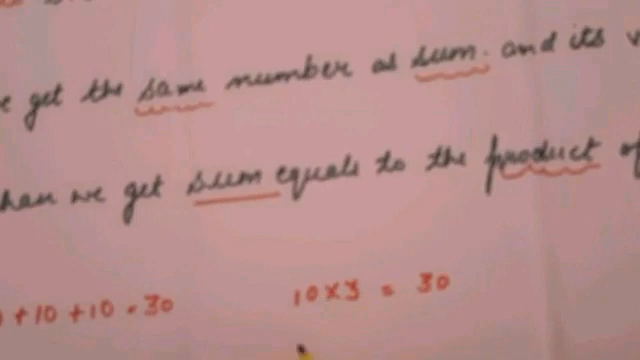 get the same number as sum. and its
we get sum equals to the product of
+10 +10 = 30 10 x 3 = 30